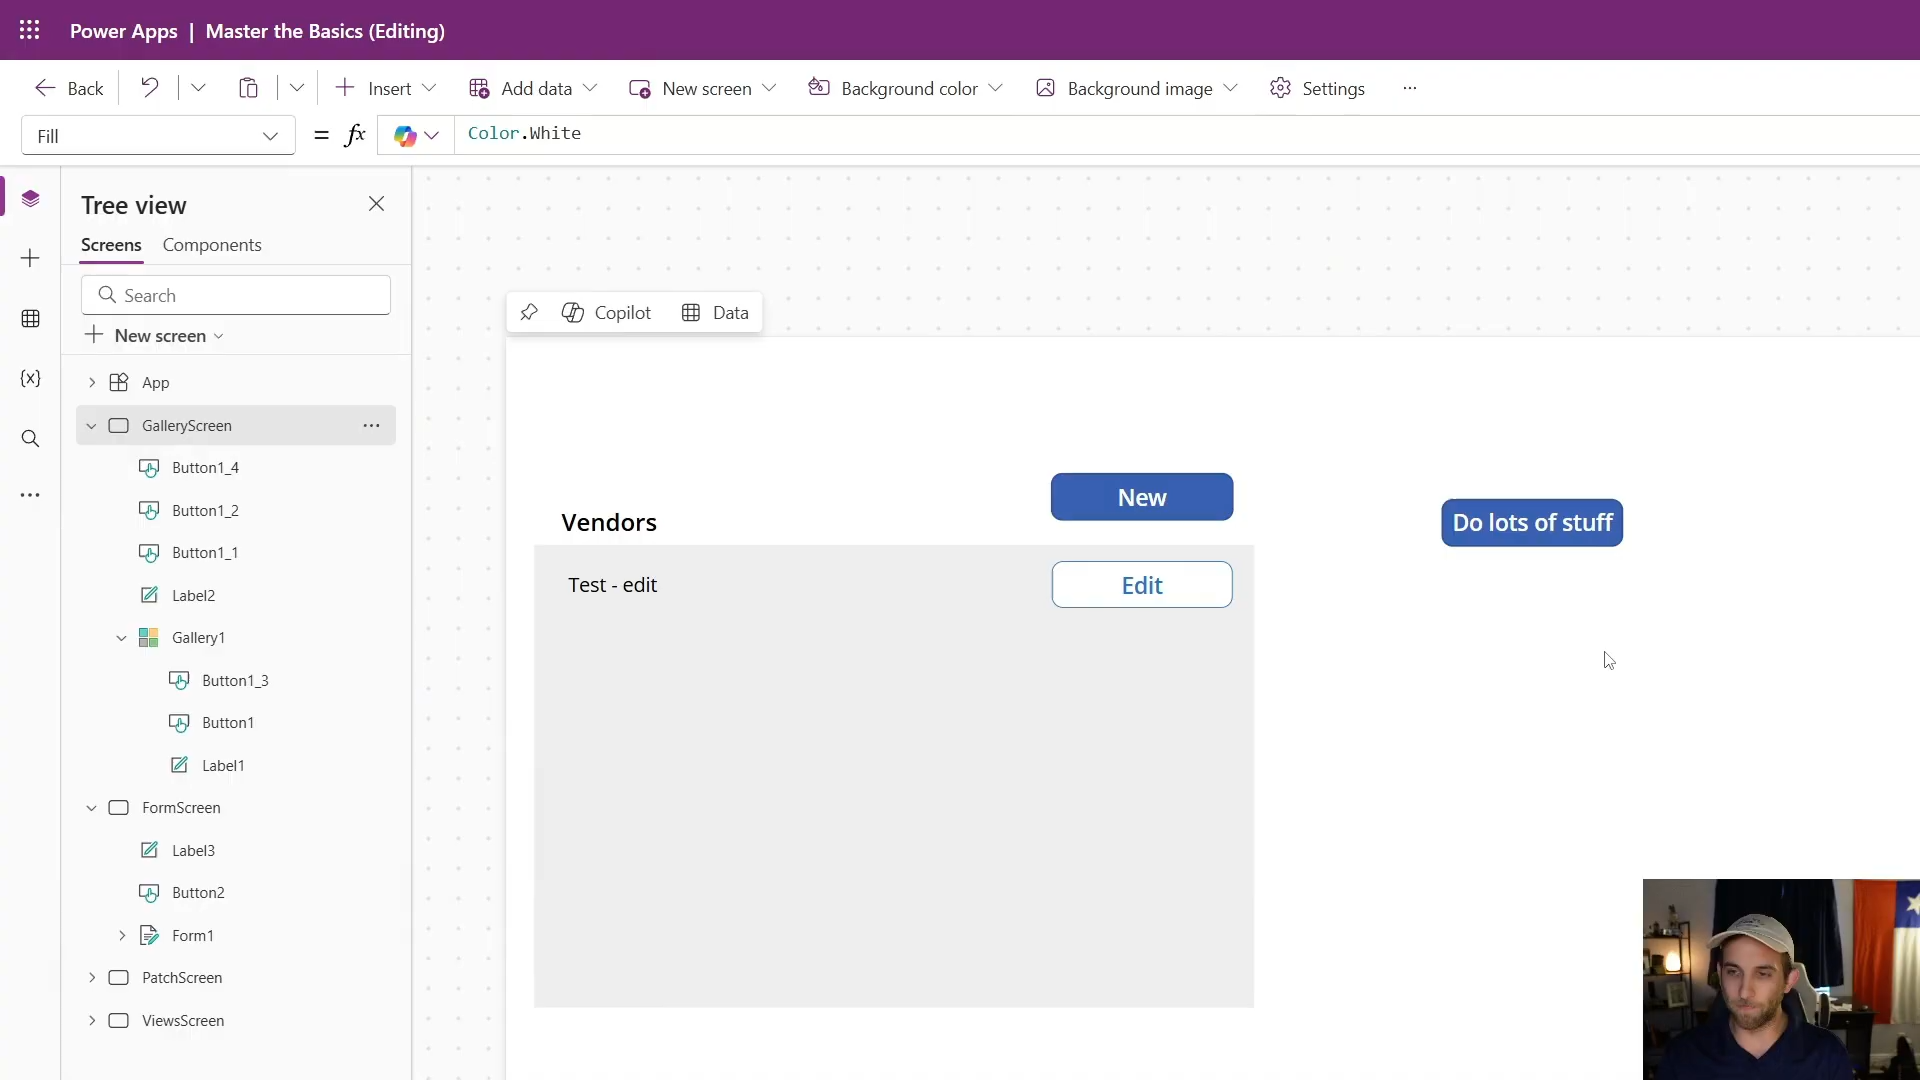 Power Apps | Master the Basics (Editing)
Back Insert Add data New screen Background color Background image Settings ...
Fill = fx Color.White
Tree view
Screens Components
Search
New screen
App
GalleryScreen ...
Button1_4
Button1_2
Button1_1
Label2
Gallery1
Button1_3
Button1
Label1
FormScreen
Label3
Button2
Form1
PatchScreen
ViewsScreen
{x}
Copilot Data
New
Vendors
Do lots of stuff
Test - edit
Edit